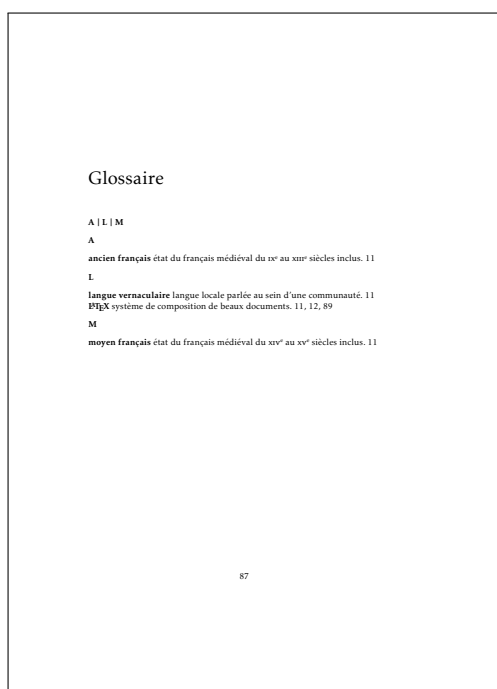 Glossaire
A | L | M
A
ancien français état du français médiéval du IXᵉ au XIIIᵉ siècles inclus. 11
L
langue vernaculaire langue locale parlée au sein d'une communauté. 11
LATEX système de composition de beaux documents. 11, 12, 89
M
moyen français état du français médiéval du XIVᵉ au XVᵉ siècles inclus. 11
87